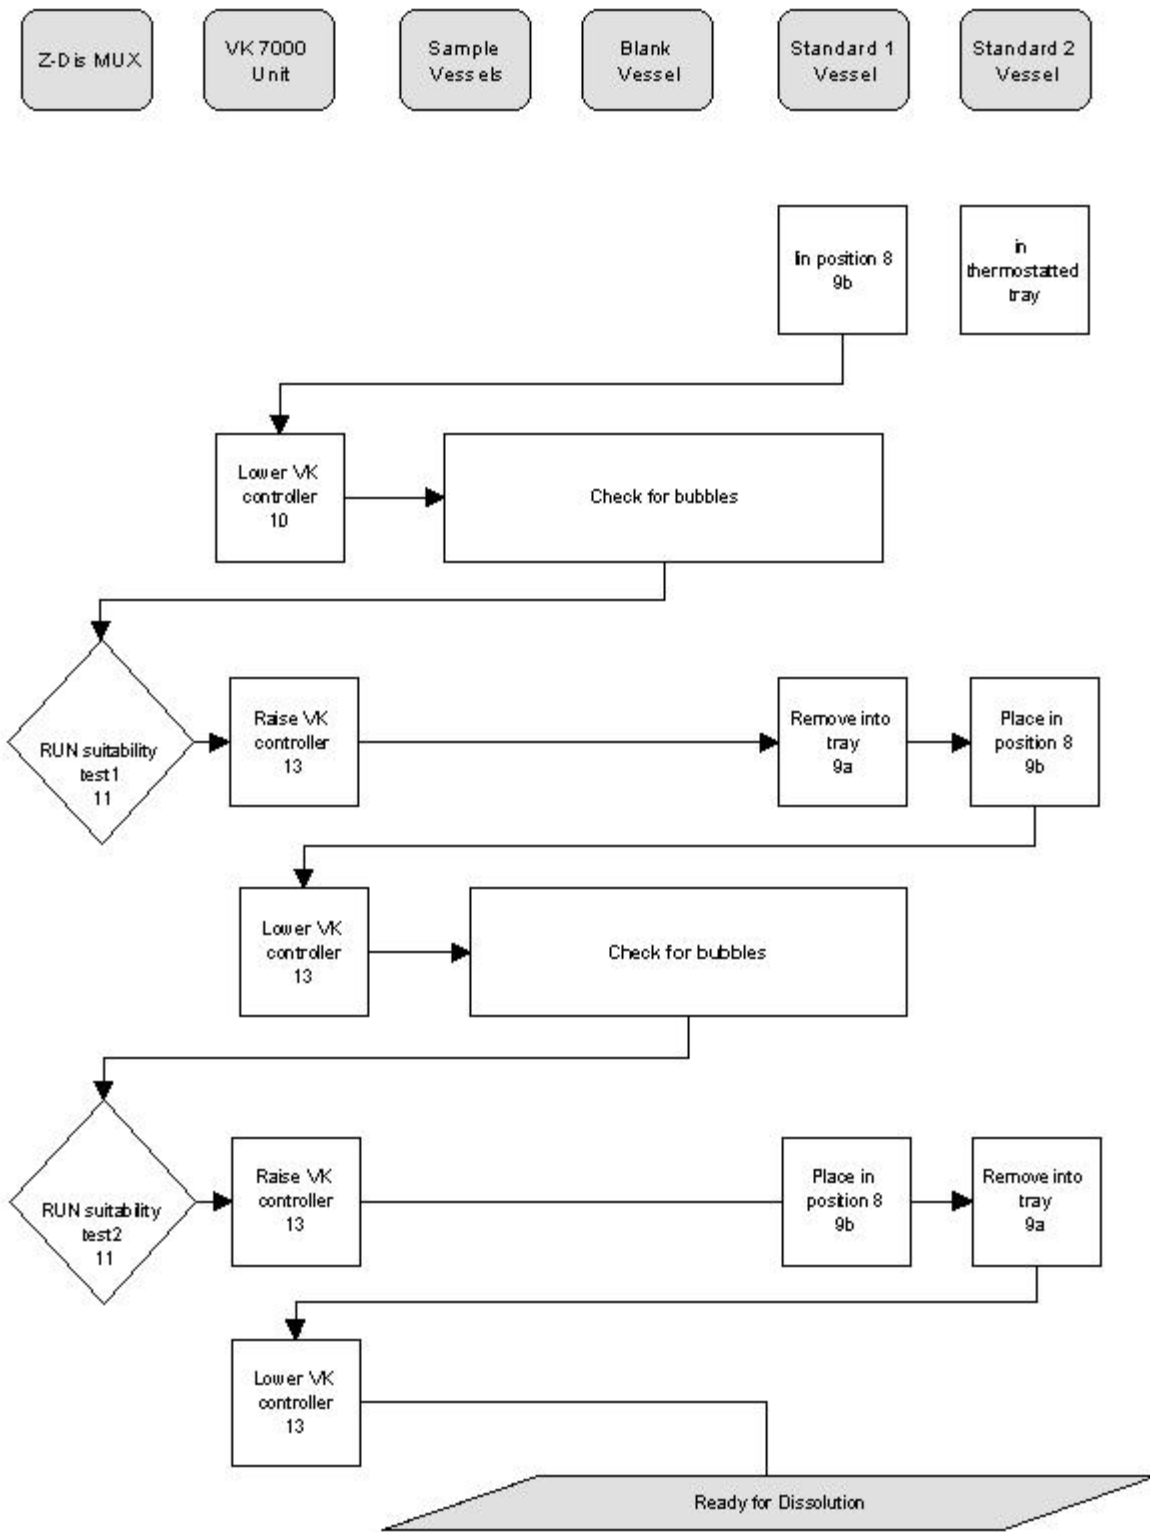 Z-Dis MUX
VK 7000
Unit
Sample
Vessels
Blank
Vessel
Standard 1
Vessel
Standard 2
Vessel
Iin position 8
9b
in
thermostatted
tray
Lower VK
controller
10
Check for bubbles
RUN suitability
test1
11
Raise VK
controller
13
Remove into
tray
9a
Place in
position 8
9b
Lower VK
controller
13
Check for bubbles
RUN suitability
test2
11
Raise VK
controller
13
Place in
position 8
9b
Remove into
tray
9a
Lower VK
controller
13
Ready for Dissolution